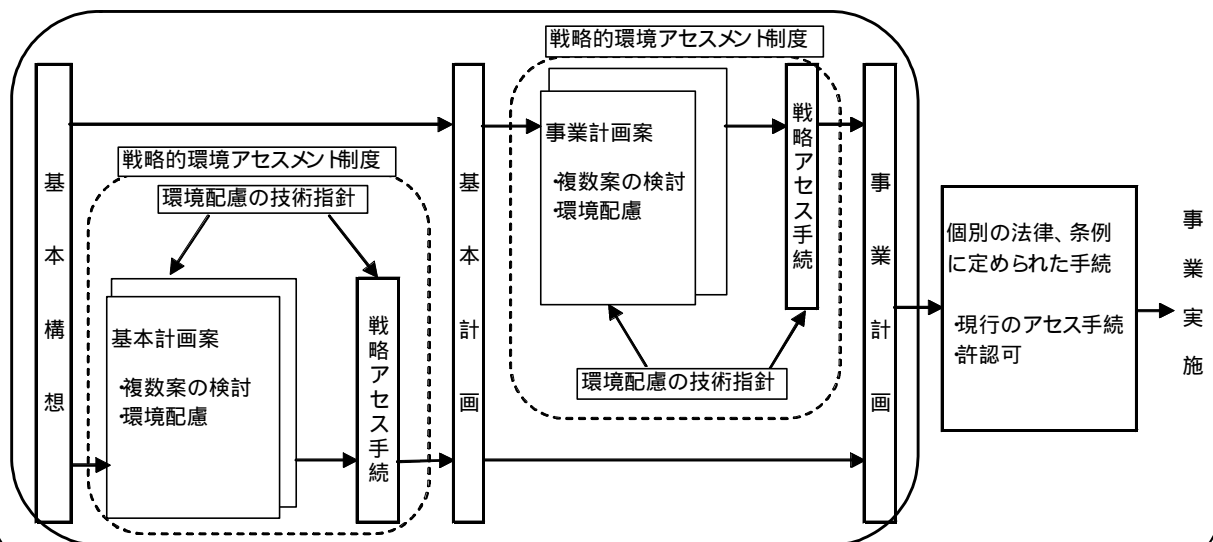 戦略的環境アセスメント制度
基本構想
戦略的環境アセスメント制度
環境配慮の技術指針
基本計画案
・複数案の検討
・環境配慮
戦略アセス手続
基本計画
事業計画案
・複数案の検討
・環境配慮
戦略アセス手続
環境配慮の技術指針
事業計画
個別の法律、条例
に定められた手続
・現行のアセス手続
・許認可
事業実施